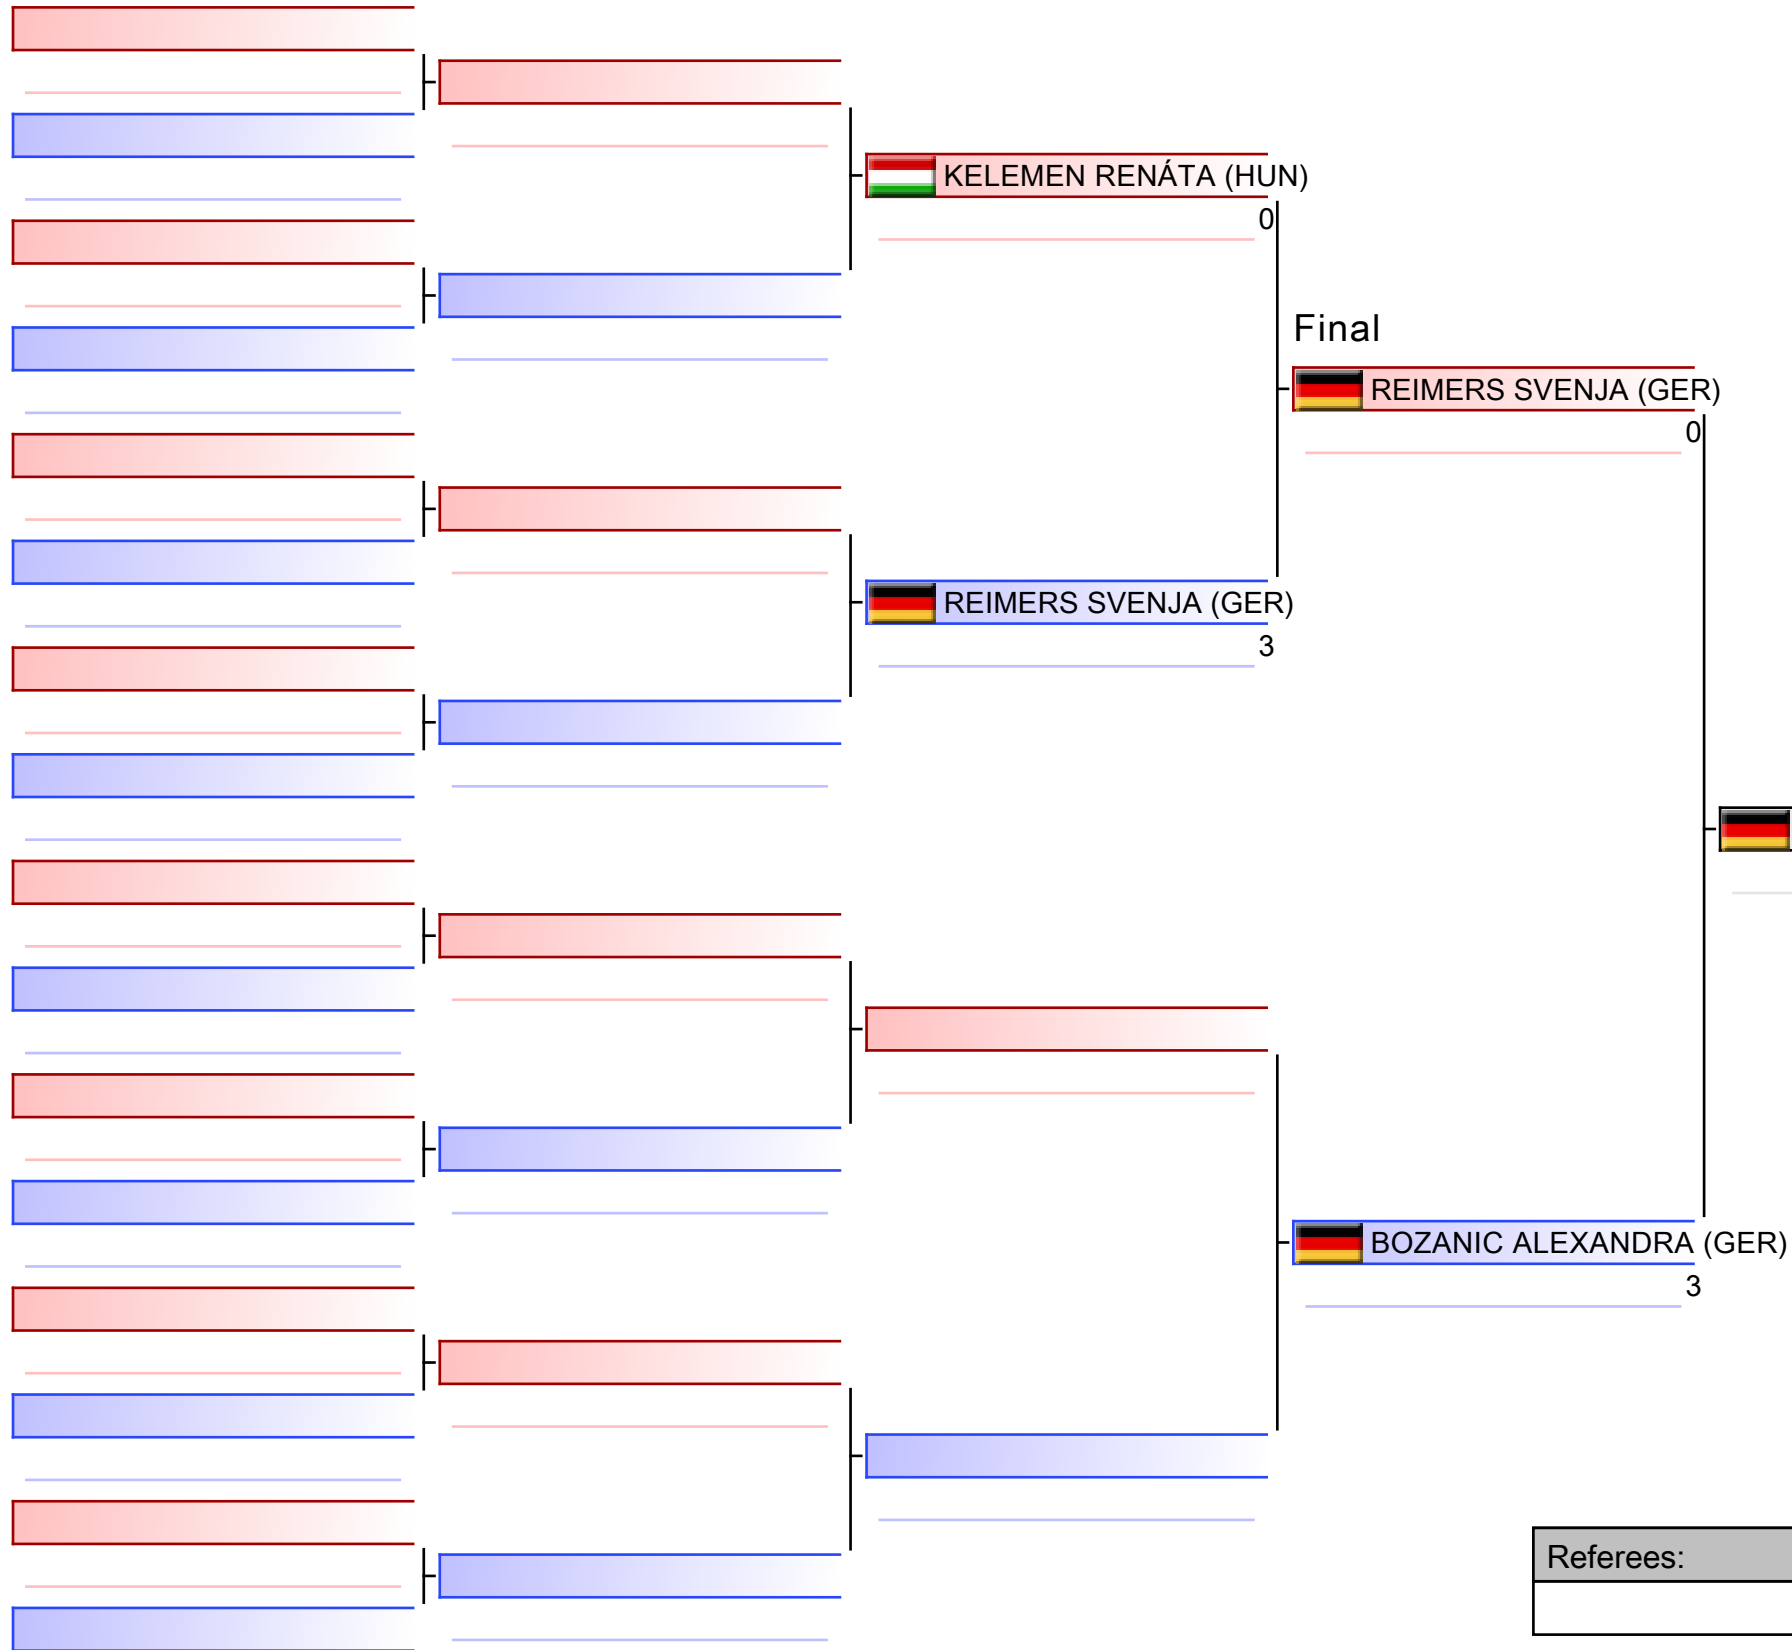 KELEMEN RENÁTA (HUN)
0
Final
REIMERS SVENJA (GER)
0
REIMERS SVENJA (GER)
3
BOZANIC ALEXANDRA (GER)
3
Referees: